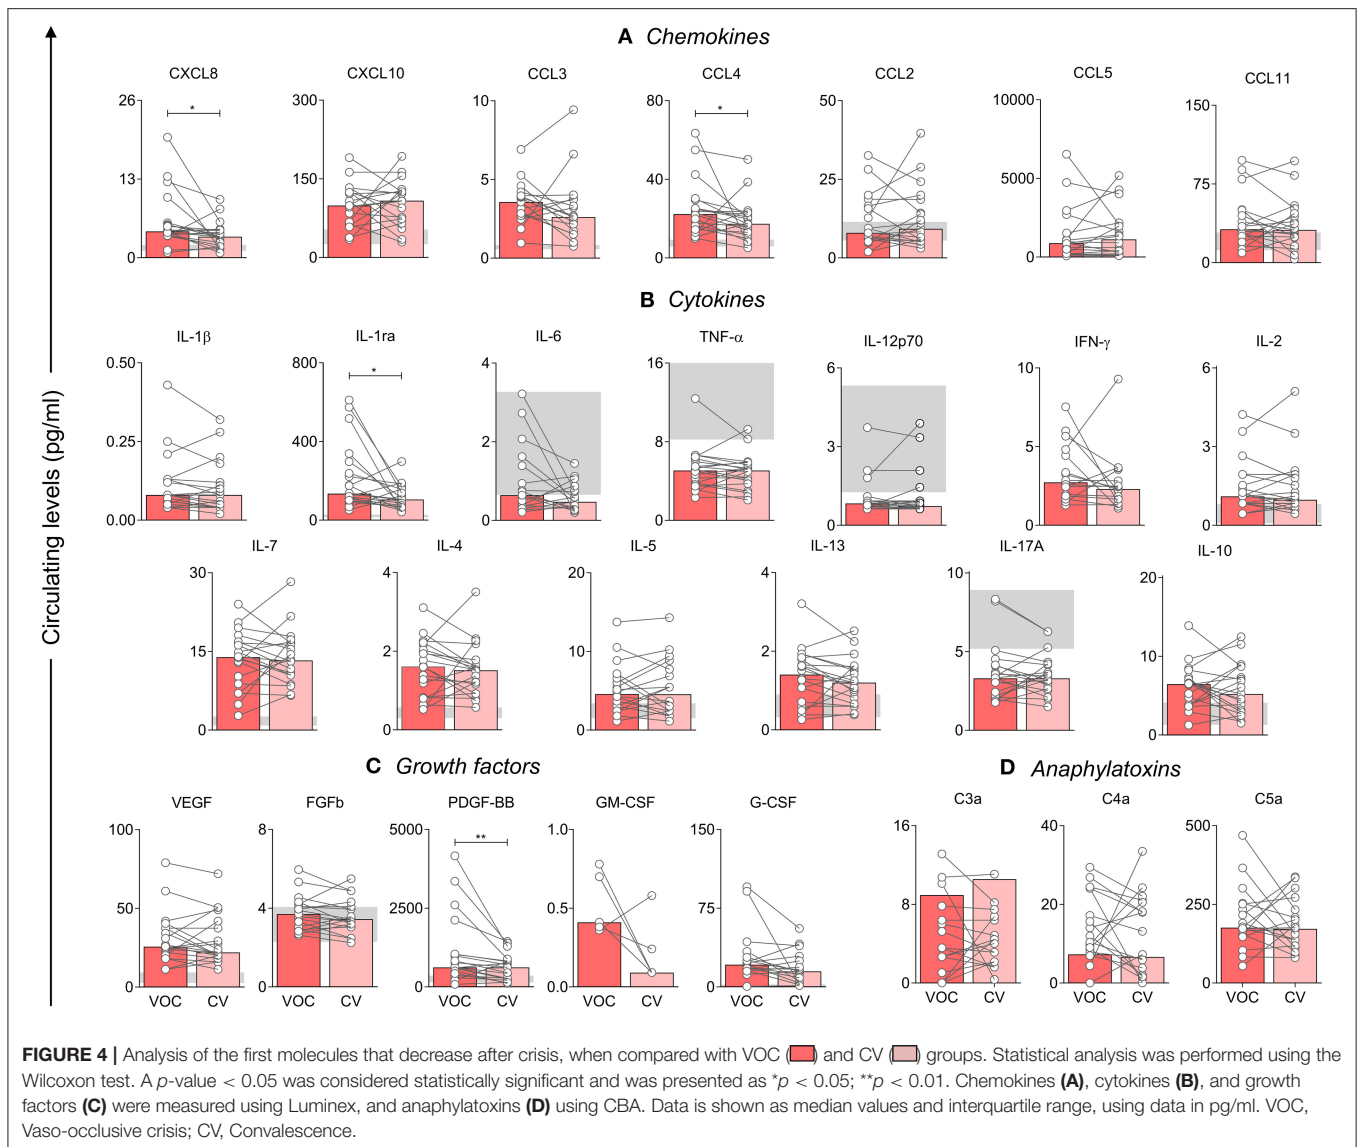 A Chemokines
CXCL8 CXCL10 CCL3 CCL4 CCL2 CCL5 CCL11
26 300 10 80 50 10000 150
* *
13 150 5 40 25 5000 75
0 0 0 0 0 0 0
B Cytokines
IL-1β IL-1ra IL-6 TNF-α IL-12p70 IFN-γ IL-2
0.50 800 4 16 6 10 8
*
0.25 400 2 8 3 5 4
0.00 0 0 0 0 0 0
IL-7 IL-4 IL-5 IL-13 IL-17A IL-10
30 4 20 4 10 20
15 2 10 2 5 10
0 0 0 0 0 0
C Growth factors
D Anaphylatoxins
VEGF FGFb PDGF-BB GM-CSF G-CSF C3a C4a C5a
100 8 5000 1.0 150 16 40 500
**
50 4 2500 0.5 75 8 20 250
0 0 0 0.0 0 0 0 0
VOC CV VOC CV VOC CV VOC CV VOC CV VOC CV VOC CV VOC CV
Circulating levels (pg/ml)
FIGURE 4 | Analysis of the first molecules that decrease after crisis, when compared with VOC ( ) and CV ( ) groups. Statistical analysis was performed using the
Wilcoxon test. A p-value < 0.05 was considered statistically significant and was presented as *p < 0.05; **p < 0.01. Chemokines (A), cytokines (B), and growth
factors (C) were measured using Luminex, and anaphylatoxins (D) using CBA. Data is shown as median values and interquartile range, using data in pg/ml. VOC,
Vaso-occlusive crisis; CV, Convalescence.